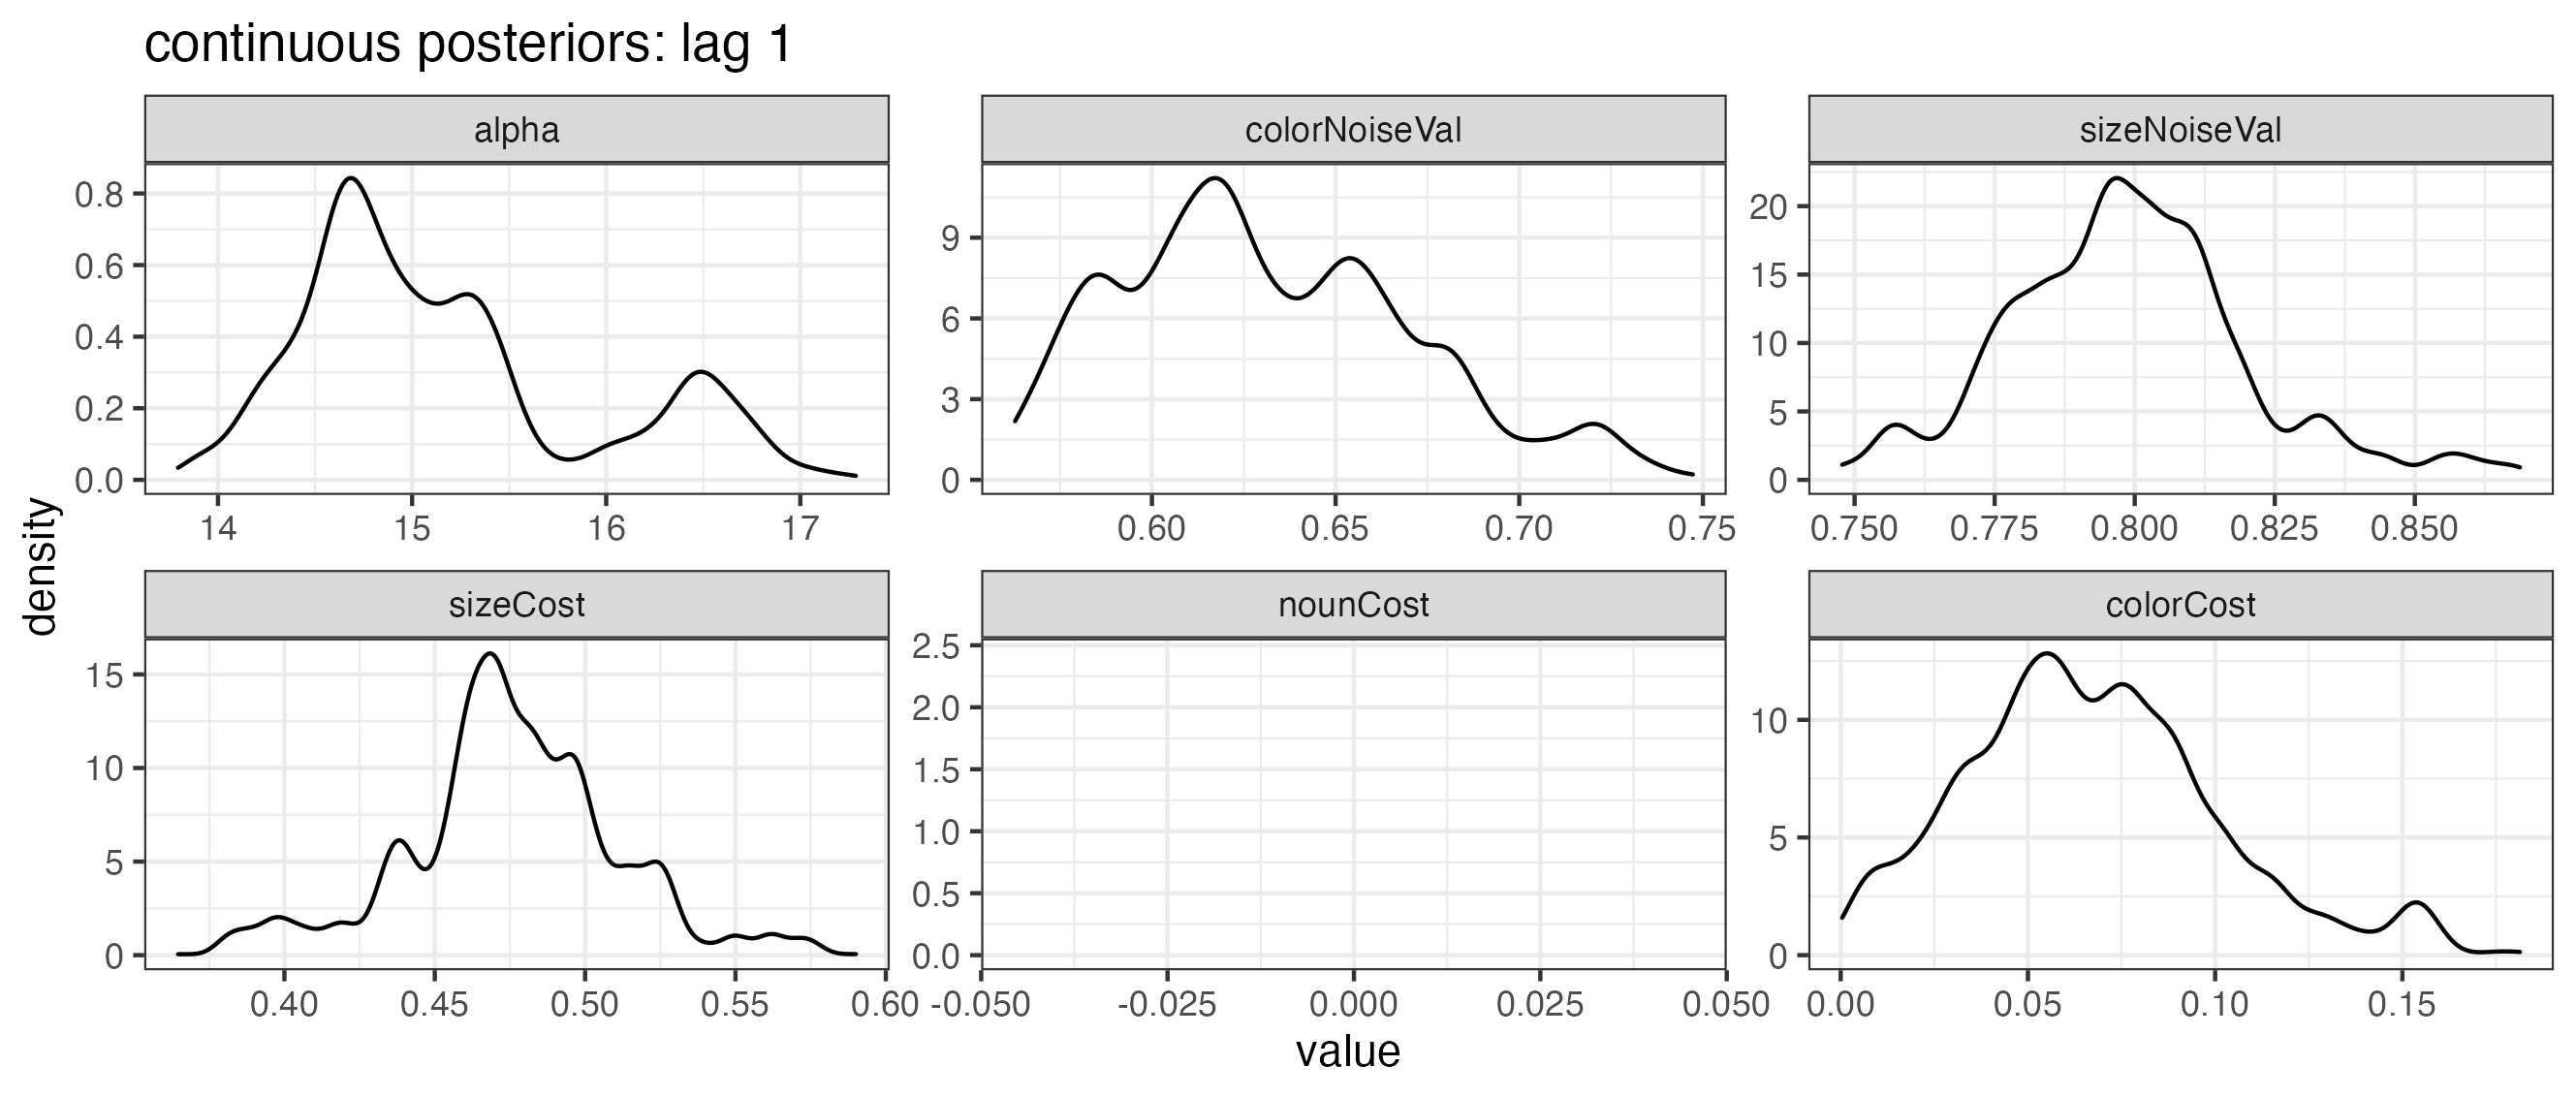 continuous posteriors: lag 1
alpha
colorNoiseVal
sizeNoiseVal
0.8
0.6
0.4
0.2
0.0
9
6
3
0
20
15
10
5
0
14 15 16 17
0.60 0.65 0.70 0.75
0.750 0.775 0.800 0.825 0.850
density
sizeCost
nounCost
colorCost
15
10
5
0
2.5
2.0
1.5
1.0
0.5
0.0
10
5
0
0.40 0.45 0.50 0.55 0.60
-0.050 -0.025 0.000 0.025 0.050
0.00 0.05 0.10 0.15
value